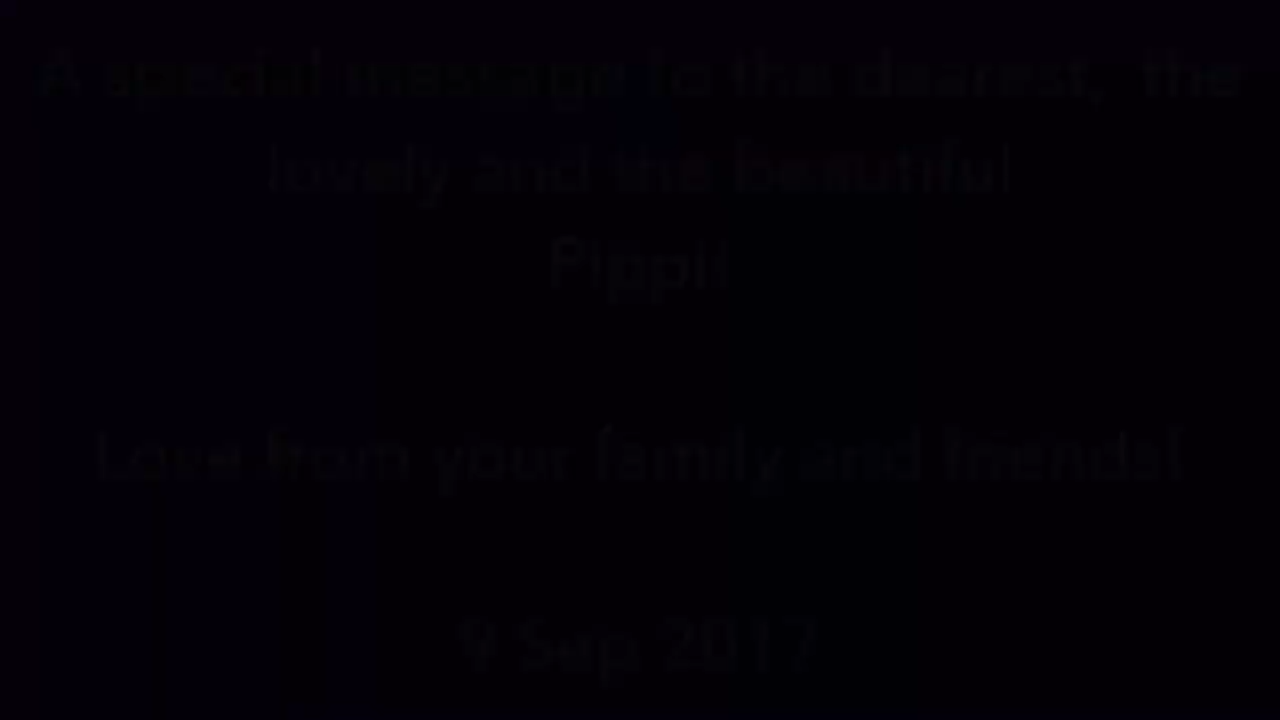 A special message to the dearest, the
lovely and the beautiful
Pippi!
Love from your family and friends!
9 Sep 2017